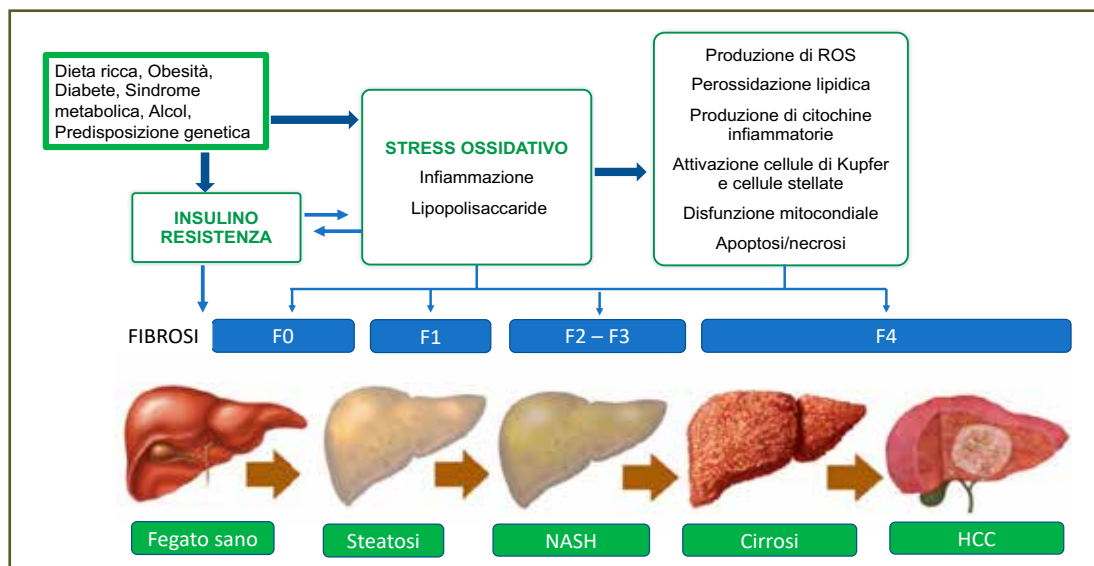 Dieta ricca, Obesità,
Diabete, Sindrome
metabolica, Alcol,
Predisposizione genetica
INSULINO
RESISTENZA
STRESS OSSIDATIVO
Infiammazione
Lipopolisaccaride
Produzione di ROS
Perossidazione lipidica
Produzione di citochine
infiammatorie
Attivazione cellule di Kupfer
e cellule stellate
Disfunzione mitocondiale
Apoptosi/necrosi
FIBROSI F0 F1 F2 – F3 F4
Fegato sano Steatosi NASH Cirrosi HCC